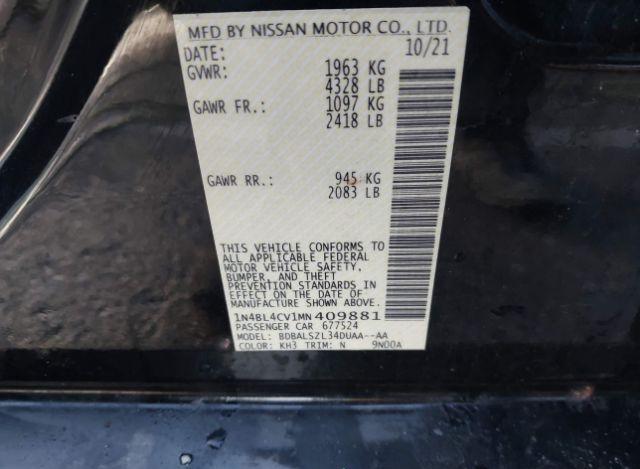 MFD BY NISSAN MOTOR CO., LTD.
DATE: 10/21
GVWR: 1963 KG
4328 LB
GAWR FR.: 1097 KG
2418 LB
GAWR RR.: 945 KG
2083 LB
THIS VEHICLE CONFORMS TO
ALL APPLICABLE FEDERAL
MOTOR VEHICLE SAFETY,
BUMPER, AND THEFT
PREVENTION STANDARDS IN
EFFECT ON THE DATE OF
MANUFACTURE SHOWN ABOVE.
1N4BL4CV1MN409881
PASSENGER CAR 677524
MODEL: BDBALSZL34DUAA--AA
COLOR: KH3 TRIM: N 9N00A